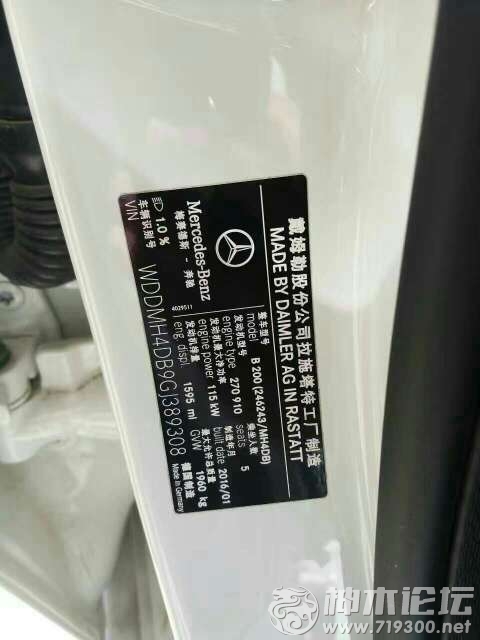 戴姆勒股份公司拉施塔特工厂制造
MADE BY DAIMLER AG IN RASTATT
Mercedes-Benz
梅赛德斯 - 奔驰
4029511
整车型号
model B 200 (246243/MH4DB)
发动机型号 乘坐人数
engine type 270 910 seats 5
发动机最大净功率 制造年月
engine power 115 kW built date 2016/01
发动机排量 最大允许总质量
eng. displ 1595 ml GVW 1960 kg
1.0 %
车辆识别号
VIN WDDMH4DB9GJ389308
德国制造
Made in Germany
神木论坛
www.719300.net